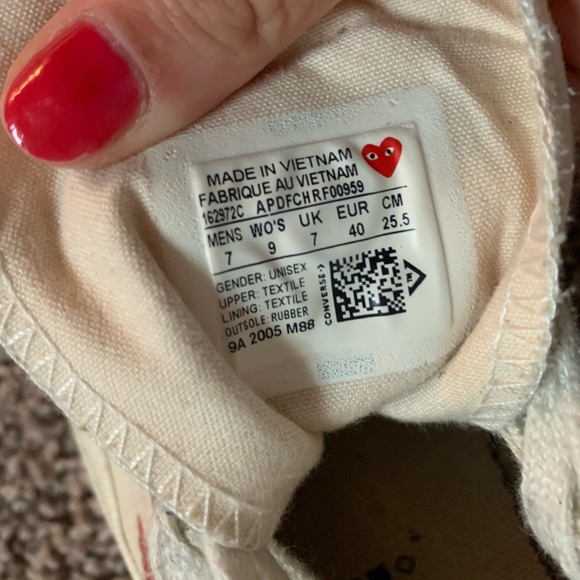 MADE IN VIETNAM
FABRIQUE AU VIETNAM
162972C APDFCHRF00959
MENS WO'S UK EUR CM
7 9 7 40 25.5
GENDER: UNISEX
UPPER: TEXTILE
LINING: TEXTILE
OUTSOLE: RUBBER
9A 2005 M88
CONVERSE
TM